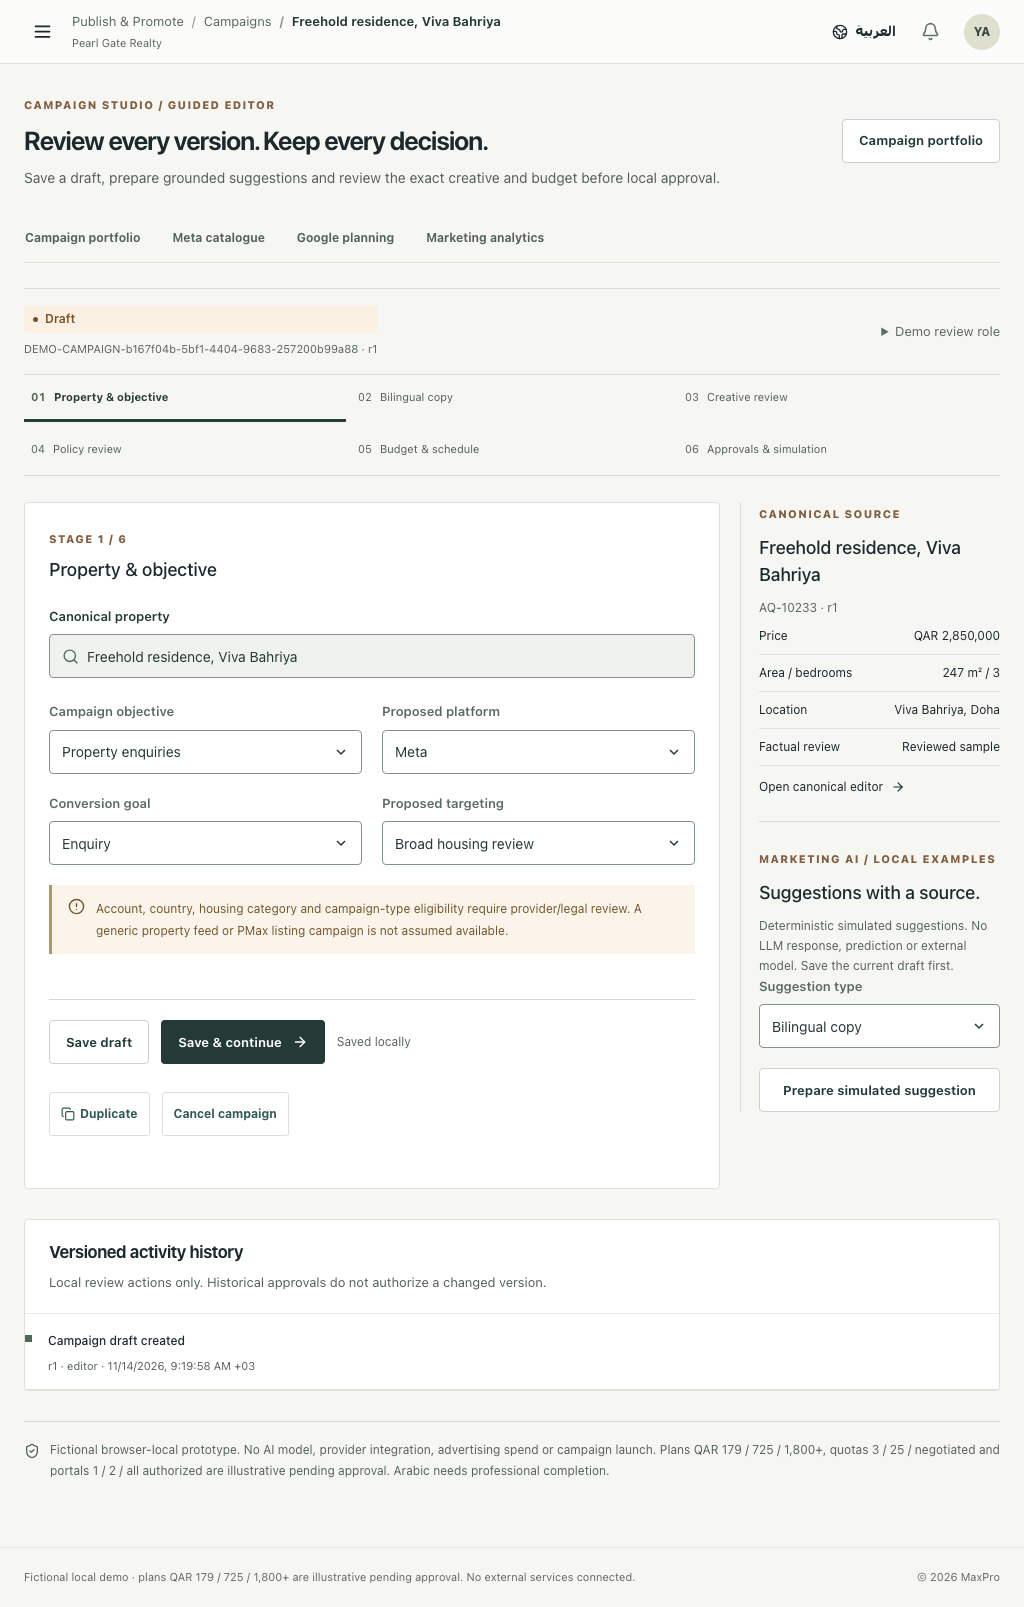 Publish & Promote / Campaigns / Freehold residence, Viva Bahriya
Pearl Gate Realty
العربية
YA
CAMPAIGN STUDIO / GUIDED EDITOR
Review every version. Keep every decision.
Campaign portfolio
Save a draft, prepare grounded suggestions and review the exact creative and budget before local approval.
Campaign portfolio
Meta catalogue
Google planning
Marketing analytics
Draft
DEMO-CAMPAIGN-b167f04b-5bf1-4404-9683-257200b99a88 · r1
Demo review role
01 Property & objective
02 Bilingual copy
03 Creative review
04 Policy review
05 Budget & schedule
06 Approvals & simulation
STAGE 1 / 6
Property & objective
Canonical property
Freehold residence, Viva Bahriya
Campaign objective
Proposed platform
Property enquiries
Meta
Conversion goal
Proposed targeting
Enquiry
Broad housing review
Account, country, housing category and campaign-type eligibility require provider/legal review. A
generic property feed or PMax listing campaign is not assumed available.
Save draft
Save & continue
Saved locally
Duplicate
Cancel campaign
CANONICAL SOURCE
Freehold residence, Viva
Bahriya
AQ-10233 · r1
Price QAR 2,850,000
Area / bedrooms 247 m² / 3
Location Viva Bahriya, Doha
Factual review Reviewed sample
Open canonical editor
MARKETING AI / LOCAL EXAMPLES
Suggestions with a source.
Deterministic simulated suggestions. No
LLM response, prediction or external
model. Save the current draft first.
Suggestion type
Bilingual copy
Prepare simulated suggestion
Versioned activity history
Local review actions only. Historical approvals do not authorize a changed version.
Campaign draft created
r1 · editor · 11/14/2026, 9:19:58 AM +03
Fictional browser-local prototype. No AI model, provider integration, advertising spend or campaign launch. Plans QAR 179 / 725 / 1,800+, quotas 3 / 25 / negotiated and
portals 1 / 2 / all authorized are illustrative pending approval. Arabic needs professional completion.
Fictional local demo · plans QAR 179 / 725 / 1,800+ are illustrative pending approval. No external services connected.
© 2026 MaxPro